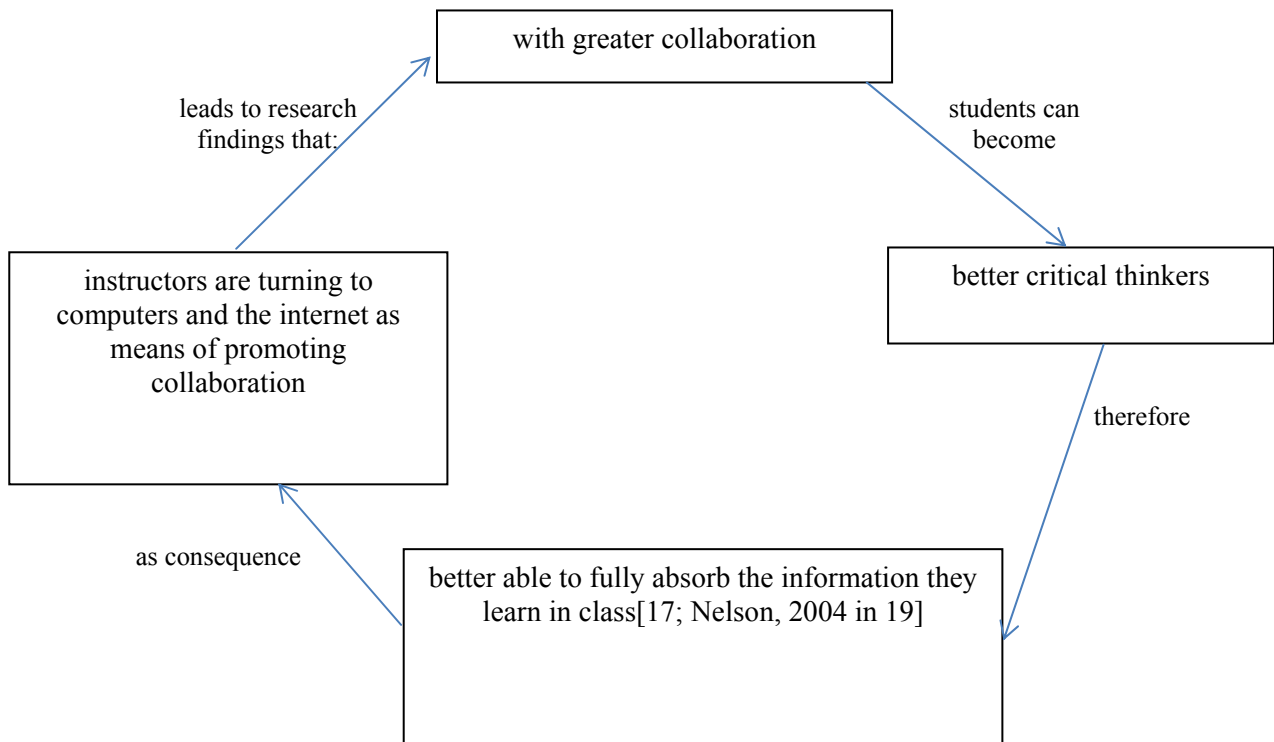 with greater collaboration
leads to research
findings that:
students can
become
instructors are turning to
computers and the internet as
means of promoting
collaboration
better critical thinkers
therefore
as consequence
better able to fully absorb the information they
learn in class[17; Nelson, 2004 in 19]